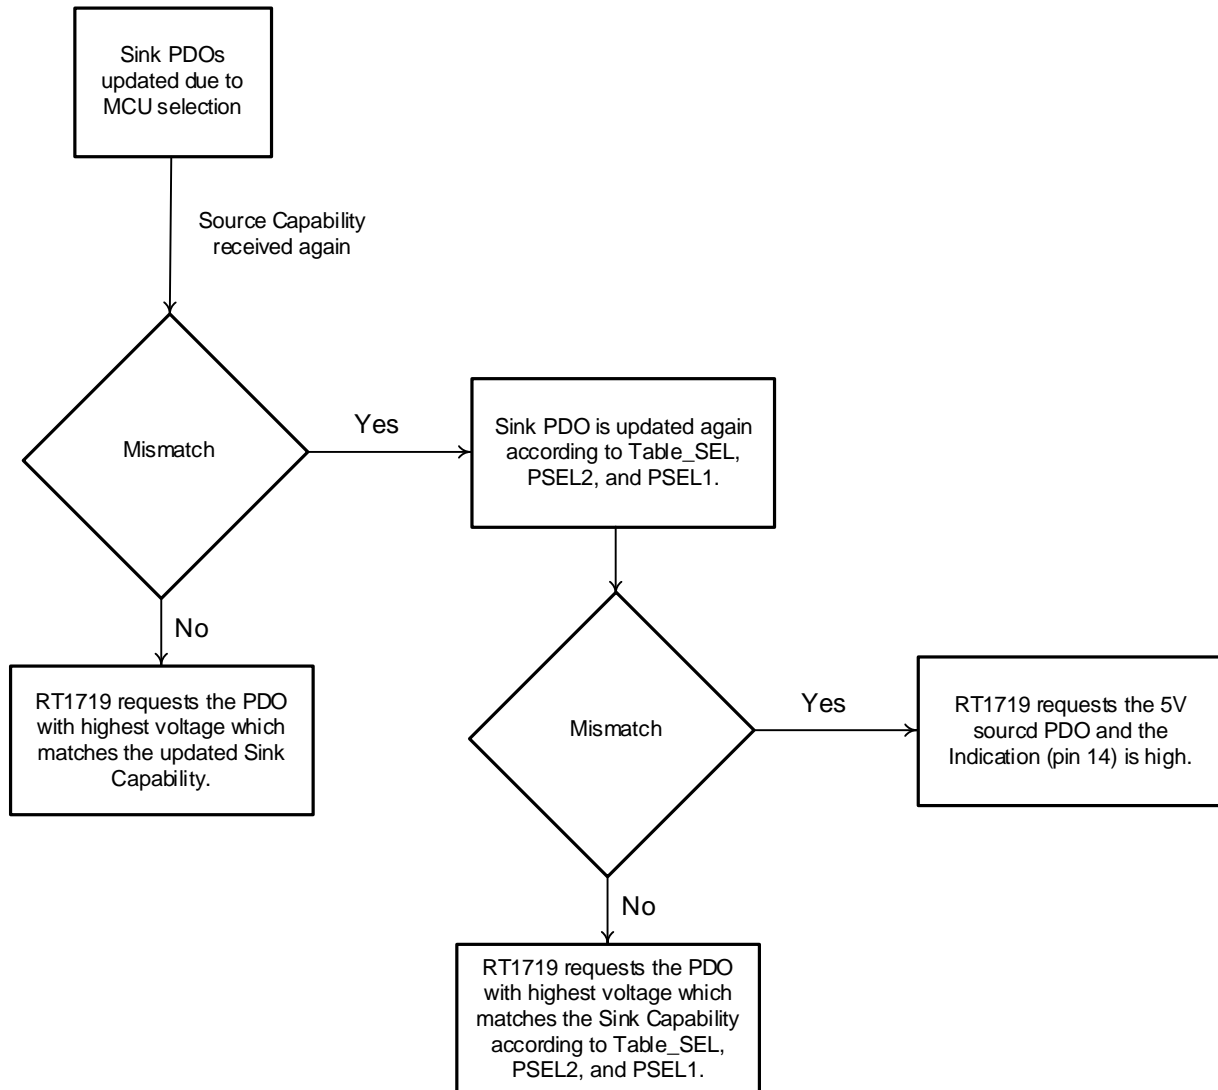 Sink PDOs
updated due to
MCU selection
Source Capability
received again
Mismatch
Yes
Sink PDO is updated again
according to Table_SEL,
PSEL2, and PSEL1.
No
RT1719 requests the PDO
with highest voltage which
matches the updated Sink
Capability.
Mismatch
Yes
RT1719 requests the 5V
sourcd PDO and the
Indication (pin 14) is high.
No
RT1719 requests the PDO
with highest voltage which
matches the Sink Capability
according to Table_SEL,
PSEL2, and PSEL1.